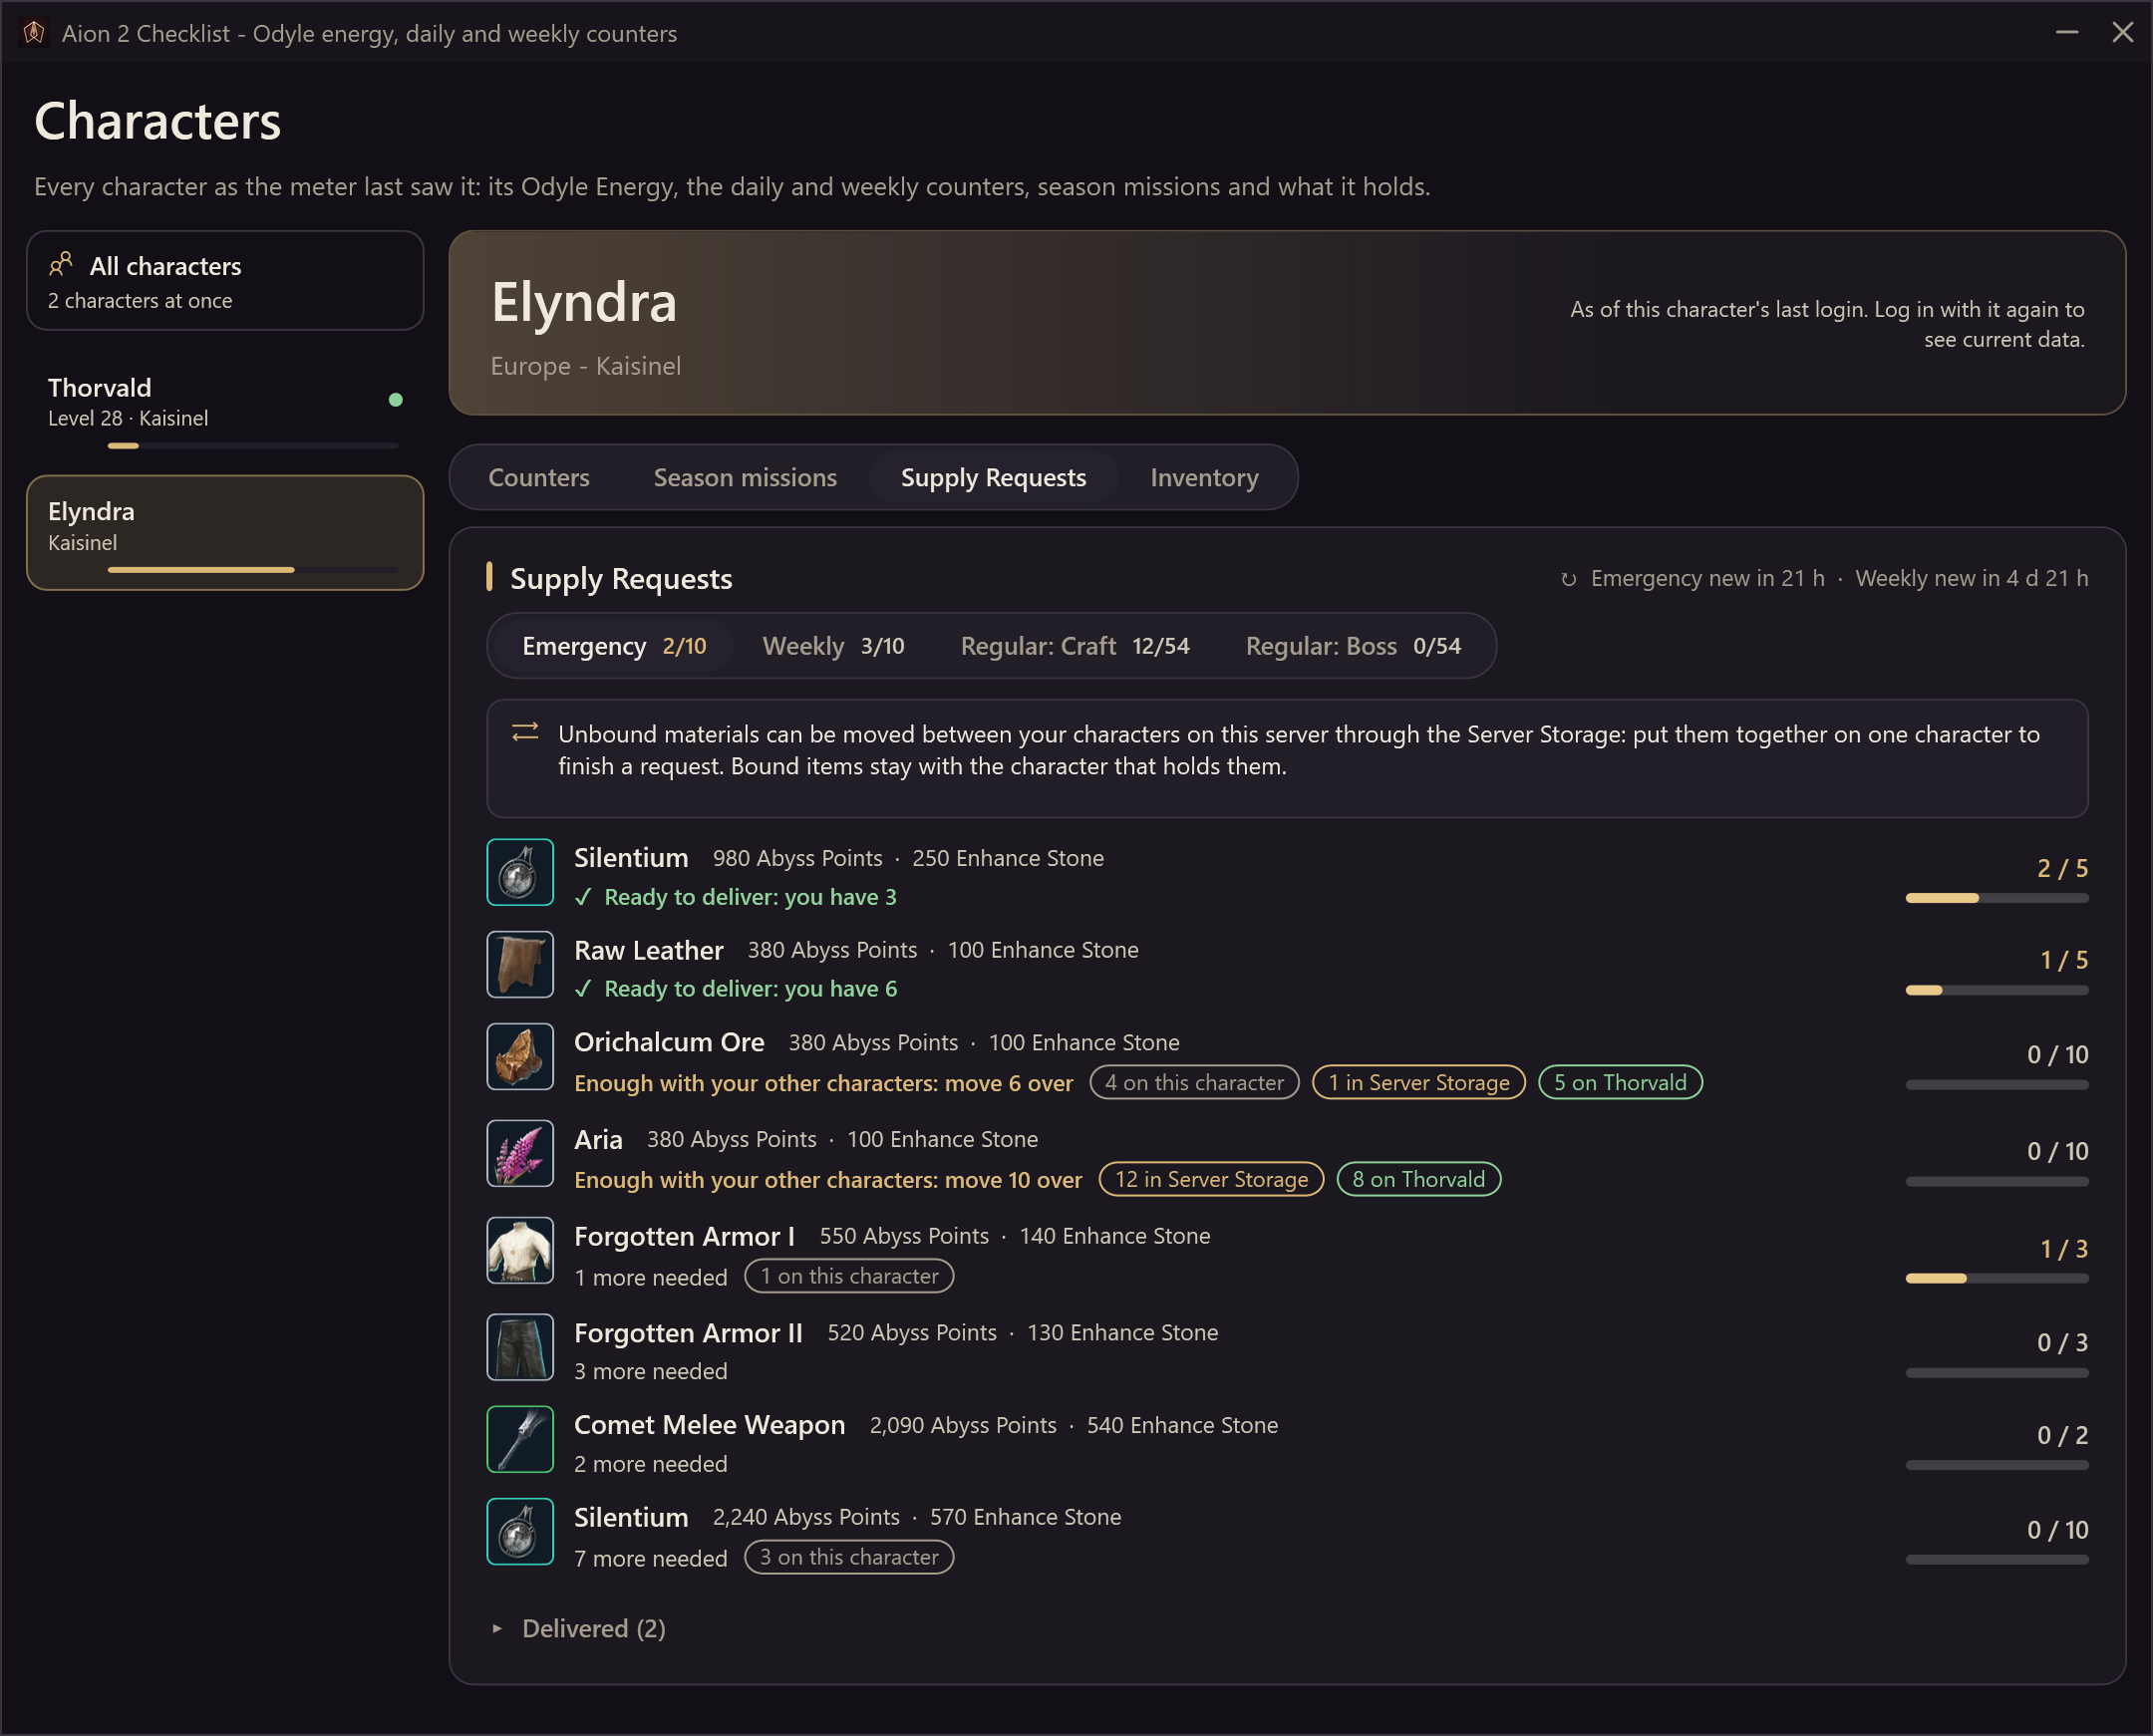 Aion 2 Checklist - Odyle energy, daily and weekly counters
Characters
Every character as the meter last saw it: its Odyle Energy, the daily and weekly counters, season missions and what it holds.
All characters
2 characters at once
Thorvald
Level 28 · Kaisinel
Elyndra
Kaisinel
Elyndra
Europe - Kaisinel
As of this character's last login. Log in with it again to
see current data.
Counters Season missions Supply Requests Inventory
Supply Requests
Emergency new in 21 h · Weekly new in 4 d 21 h
Emergency 2/10 Weekly 3/10 Regular: Craft 12/54 Regular: Boss 0/54
Unbound materials can be moved between your characters on this server through the Server Storage: put them together on one character to
finish a request. Bound items stay with the character that holds them.
Silentium 980 Abyss Points · 250 Enhance Stone
2 / 5
✓ Ready to deliver: you have 3
Raw Leather 380 Abyss Points · 100 Enhance Stone
1 / 5
✓ Ready to deliver: you have 6
Orichalcum Ore 380 Abyss Points · 100 Enhance Stone
0 / 10
Enough with your other characters: move 6 over 4 on this character 1 in Server Storage 5 on Thorvald
Aria 380 Abyss Points · 100 Enhance Stone
0 / 10
Enough with your other characters: move 10 over 12 in Server Storage 8 on Thorvald
Forgotten Armor I 550 Abyss Points · 140 Enhance Stone
1 / 3
1 more needed 1 on this character
Forgotten Armor II 520 Abyss Points · 130 Enhance Stone
0 / 3
3 more needed
Comet Melee Weapon 2,090 Abyss Points · 540 Enhance Stone
0 / 2
2 more needed
Silentium 2,240 Abyss Points · 570 Enhance Stone
0 / 10
7 more needed 3 on this character
Delivered (2)